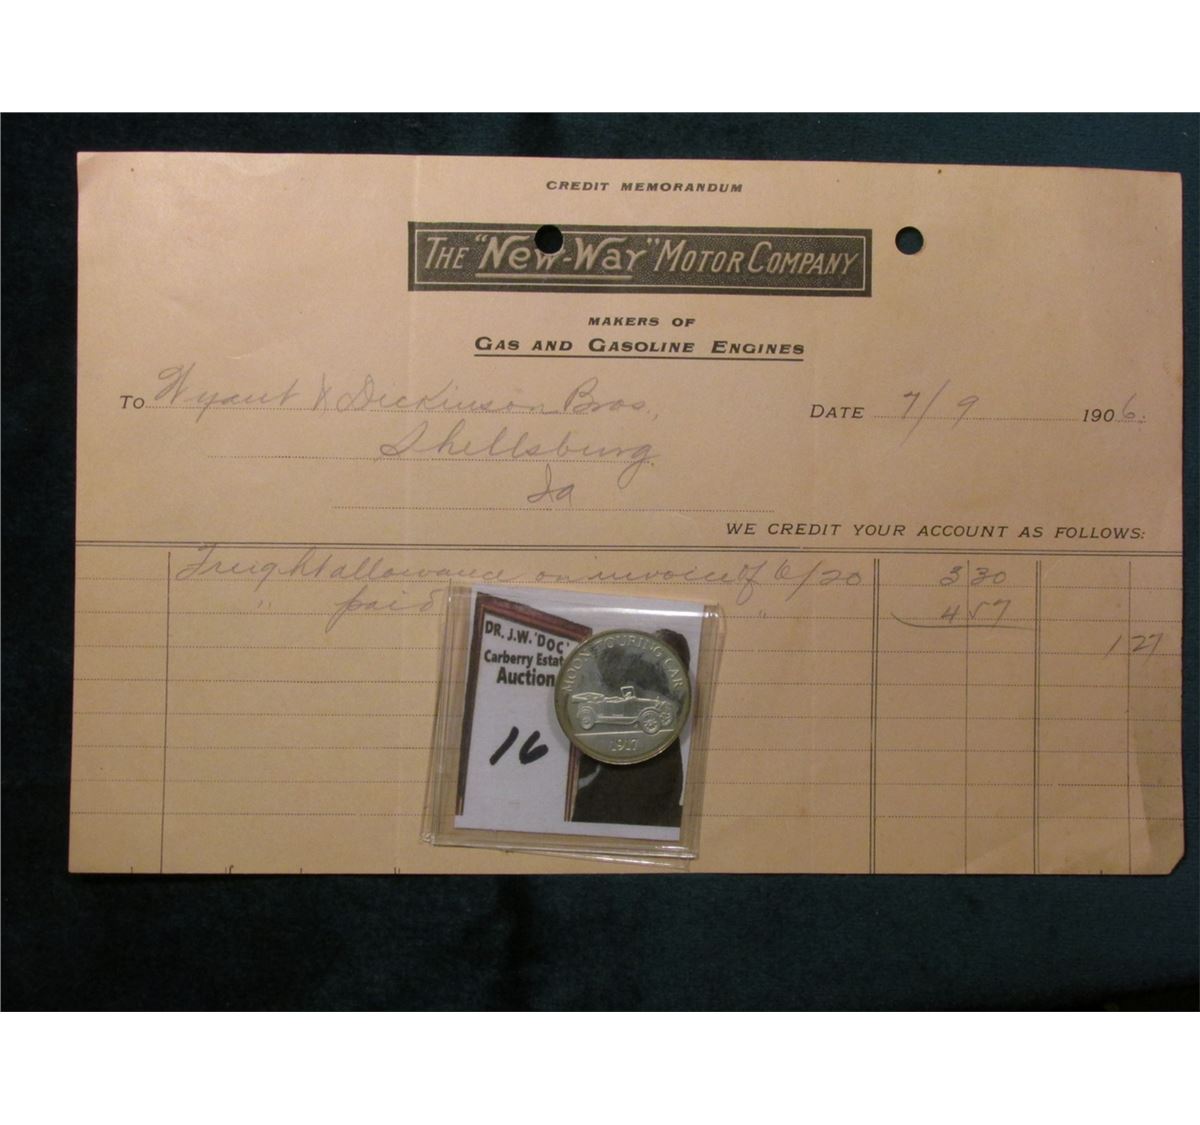 CREDIT MEMORANDUM
THE "NEW-WAY" MOTOR COMPANY
MAKERS OF
GAS AND GASOLINE ENGINES
TO Wyant & Dickinson Bros.,
DATE 7/9 1906.
Shellsburg
Ia
WE CREDIT YOUR ACCOUNT AS FOLLOWS:
Freight allowance on invoice of 6/20 3 30
" paid " 4 57
1 27
DR. J.W. 'DOC'
Carberry Estate
Auction
16
MOON TOURING CAR
1917